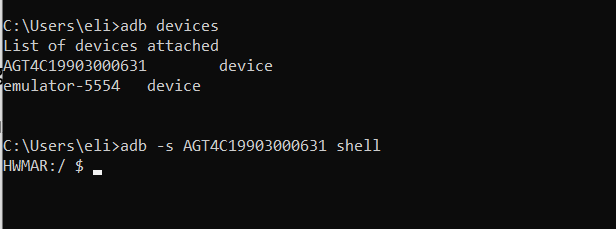 C:\Users\eli>adb devices
List of devices attached
AGT4C19903000631        device
emulator-5554   device
C:\Users\eli>adb -s AGT4C19903000631 shell
HWMAR:/ $